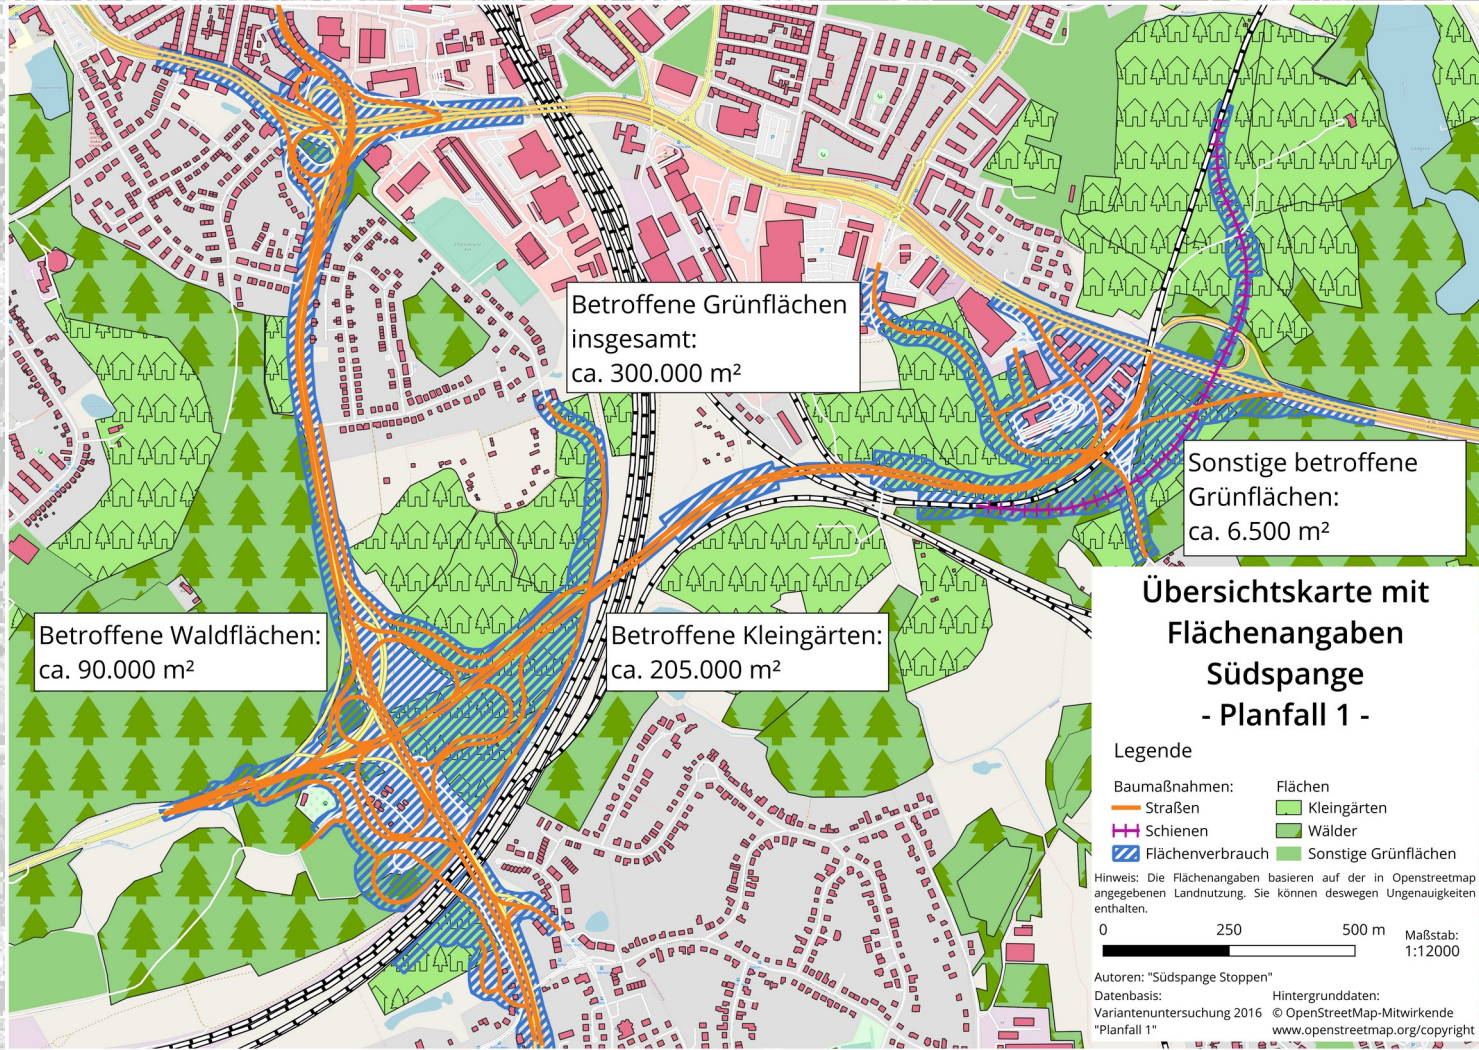 Betroffene Grünflächen
insgesamt:
ca. 300.000 m²
Sonstige betroffene
Grünflächen:
ca. 6.500 m²
Betroffene Waldflächen:
ca. 90.000 m²
Betroffene Kleingärten:
ca. 205.000 m²
Übersichtskarte mit
Flächenangaben
Südspange
- Planfall 1 -
Legende
Baumaßnahmen:
Straßen
Schienen
Flächenverbrauch
Flächen
Kleingärten
Wälder
Sonstige Grünflächen
Hinweis: Die Flächenangaben basieren auf der in Openstreetmap
angegebenen Landnutzung. Sie können deswegen Ungenauigkeiten
enthalten.
0 250 500 m
Maßstab:
1:12000
Autoren: "Südspange Stoppen"
Datenbasis:
Variantenuntersuchung 2016
"Planfall 1"
Hintergrunddaten:
© OpenStreetMap-Mitwirkende
www.openstreetmap.org/copyright